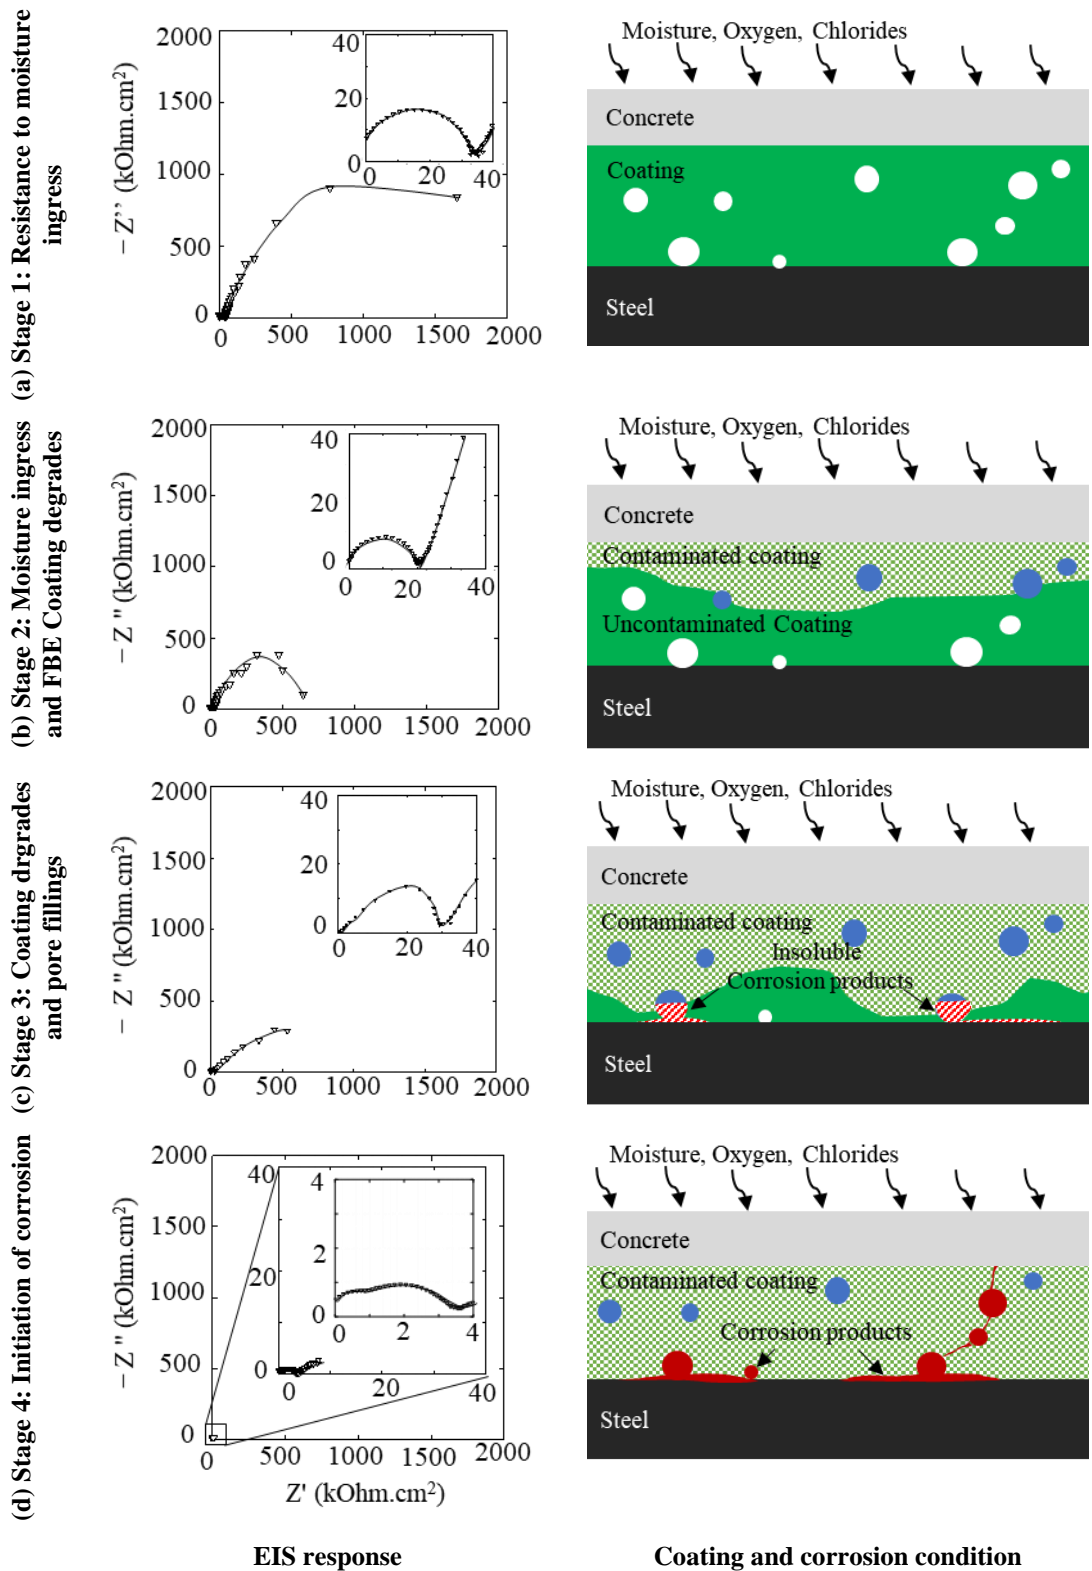 (a) Stage 1: Resistance to moisture
ingress
2000
1500
1000
500
0
0
500
1000
1500
2000
− Z’’ (kOhm.cm²)
40
20
0
0
20
40
Moisture, Oxygen, Chlorides
Concrete
Coating
Steel
(b) Stage 2: Moisture ingress
and FBE Coating degrades
2000
1500
1000
500
0
0
500
1000
1500
2000
− Z'' (kOhm.cm²)
40
20
0
0
20
40
Moisture, Oxygen, Chlorides
Concrete
Contaminated coating
Uncontaminated Coating
Steel
(c) Stage 3: Coating drgrades
and pore fillings
2000
1500
1000
500
0
0
500
1000
1500
2000
− Z'' (kOhm.cm²)
40
20
0
0
20
40
Moisture, Oxygen, Chlorides
Concrete
Contaminated coating
Insoluble
Corrosion products
Steel
(d) Stage 4: Initiation of corrosion
2000
1500
1000
500
0
0
500
1000
1500
2000
− Z'' (kOhm.cm²)
Z' (kOhm.cm²)
40
20
0
0
20
40
4
2
0
0
2
4
Moisture, Oxygen, Chlorides
Concrete
Contaminated coating
Corrosion products
Steel
EIS response
Coating and corrosion condition